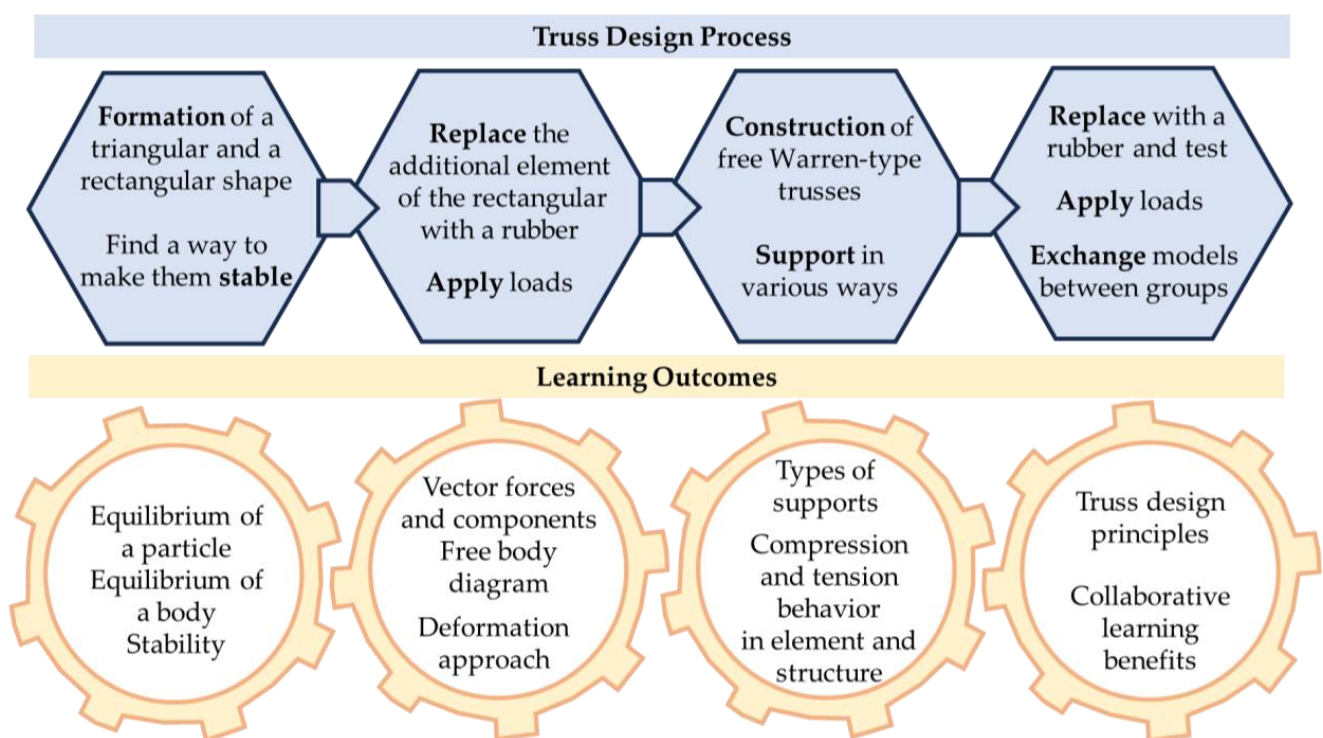 Truss Design Process
Formation of a
triangular and a
rectangular shape
Find a way to
make them stable
Replace the
additional element
of the rectangular
with a rubber
Apply loads
Construction of
free Warren-type
trusses
Support in
various ways
Replace with a
rubber and test
Apply loads
Exchange models
between groups
Learning Outcomes
Equilibrium of
a particle
Equilibrium of
a body
Stability
Vector forces
and components
Free body
diagram
Deformation
approach
Types of
supports
Compression
and tension
behavior
in element and
structure
Truss design
principles
Collaborative
learning
benefits